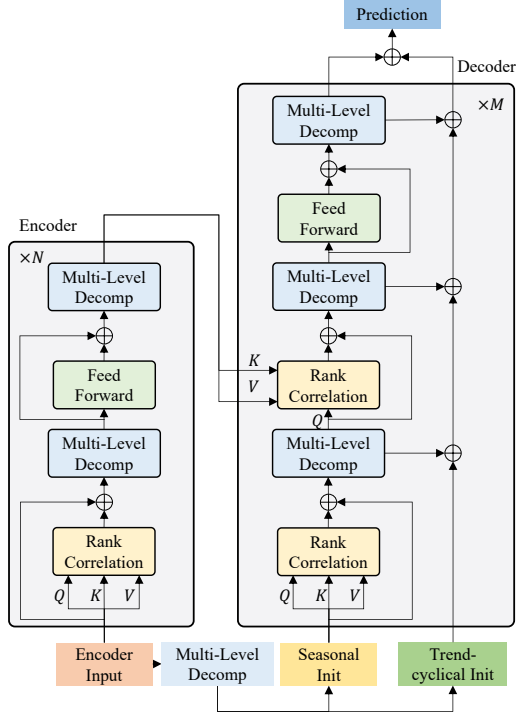 Prediction
Decoder
×M
Multi-Level
Decomp
Feed
Forward
Multi-Level
Decomp
K
V
Rank
Correlation
Q
Multi-Level
Decomp
Rank
Correlation
Q K V
Encoder
×N
Multi-Level
Decomp
Feed
Forward
Multi-Level
Decomp
Rank
Correlation
Q K V
Encoder
Input
Multi-Level
Decomp
Seasonal
Init
Trend-
cyclical Init